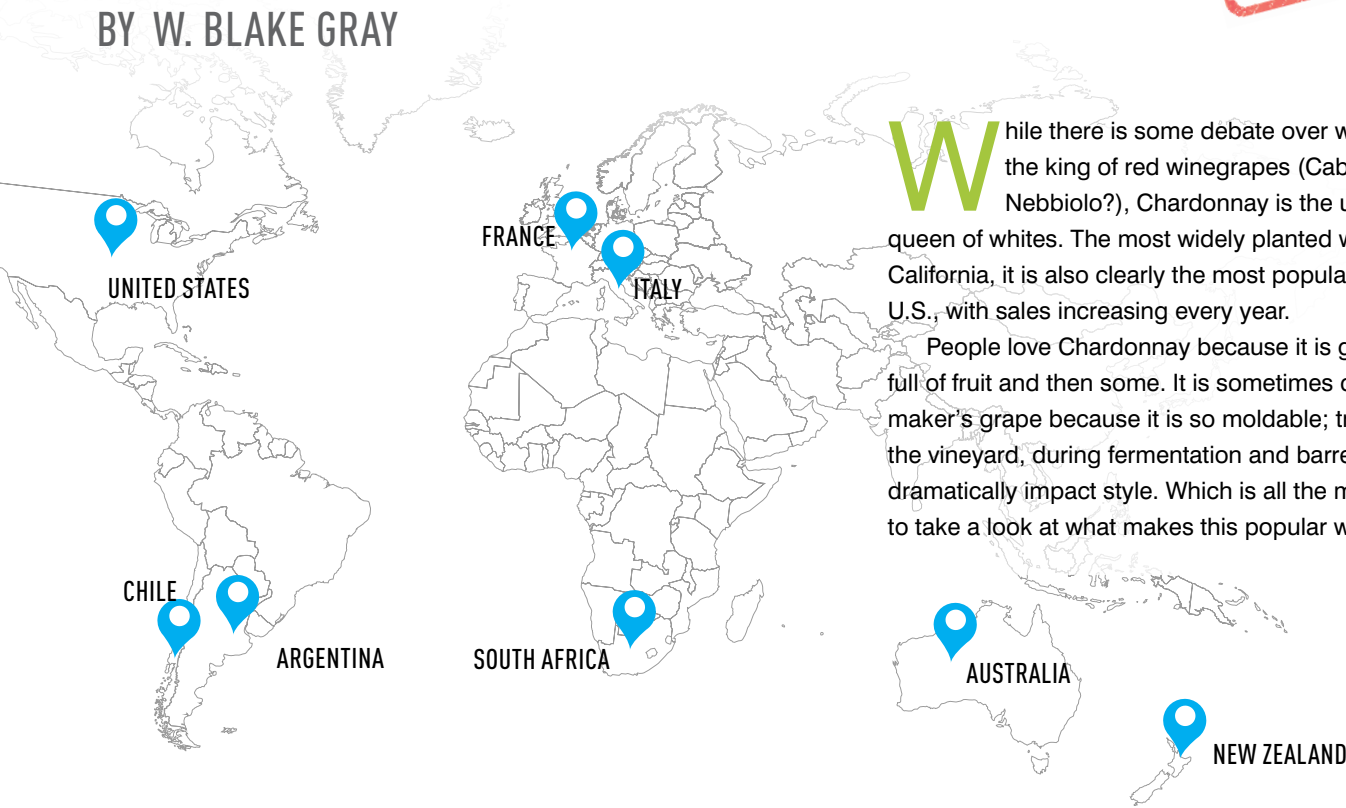 BY W. BLAKE GRAY
While there is some debate over
the king of red winegrapes (Cab
Nebbiolo?), Chardonnay is the
queen of whites. The most widely planted
California, it is also clearly the most popula
U.S., with sales increasing every year.
People love Chardonnay because it is
full of fruit and then some. It is sometimes
maker's grape because it is so moldable;
the vineyard, during fermentation and barre
dramatically impact style. Which is all the
to take a look at what makes this popular
UNITED STATES
FRANCE
ITALY
CHILE
ARGENTINA
SOUTH AFRICA
AUSTRALIA
NEW ZEALAND